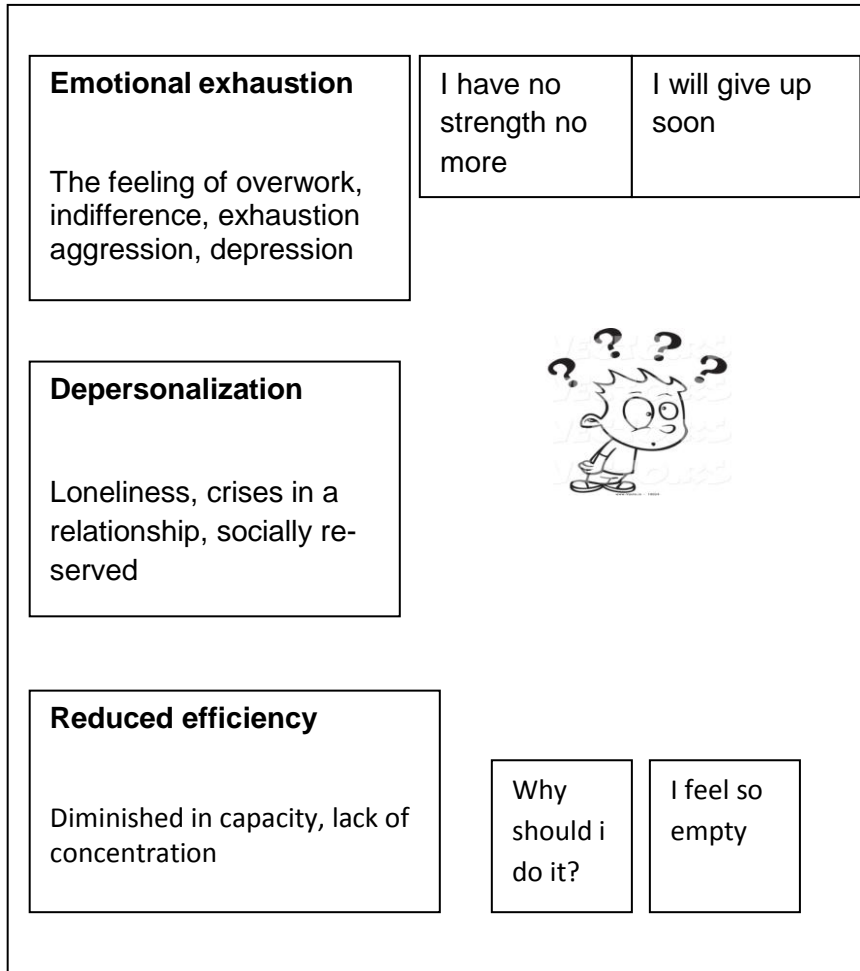 Emotional exhaustion
The feeling of overwork,
indifference, exhaustion
aggression, depression
I have no
strength no
more
I will give up
soon
? ? ? ?
Depersonalization
Loneliness, crises in a
relationship, socially re-
served
Reduced efficiency
Diminished in capacity, lack of
concentration
Why
should i
do it?
I feel so
empty